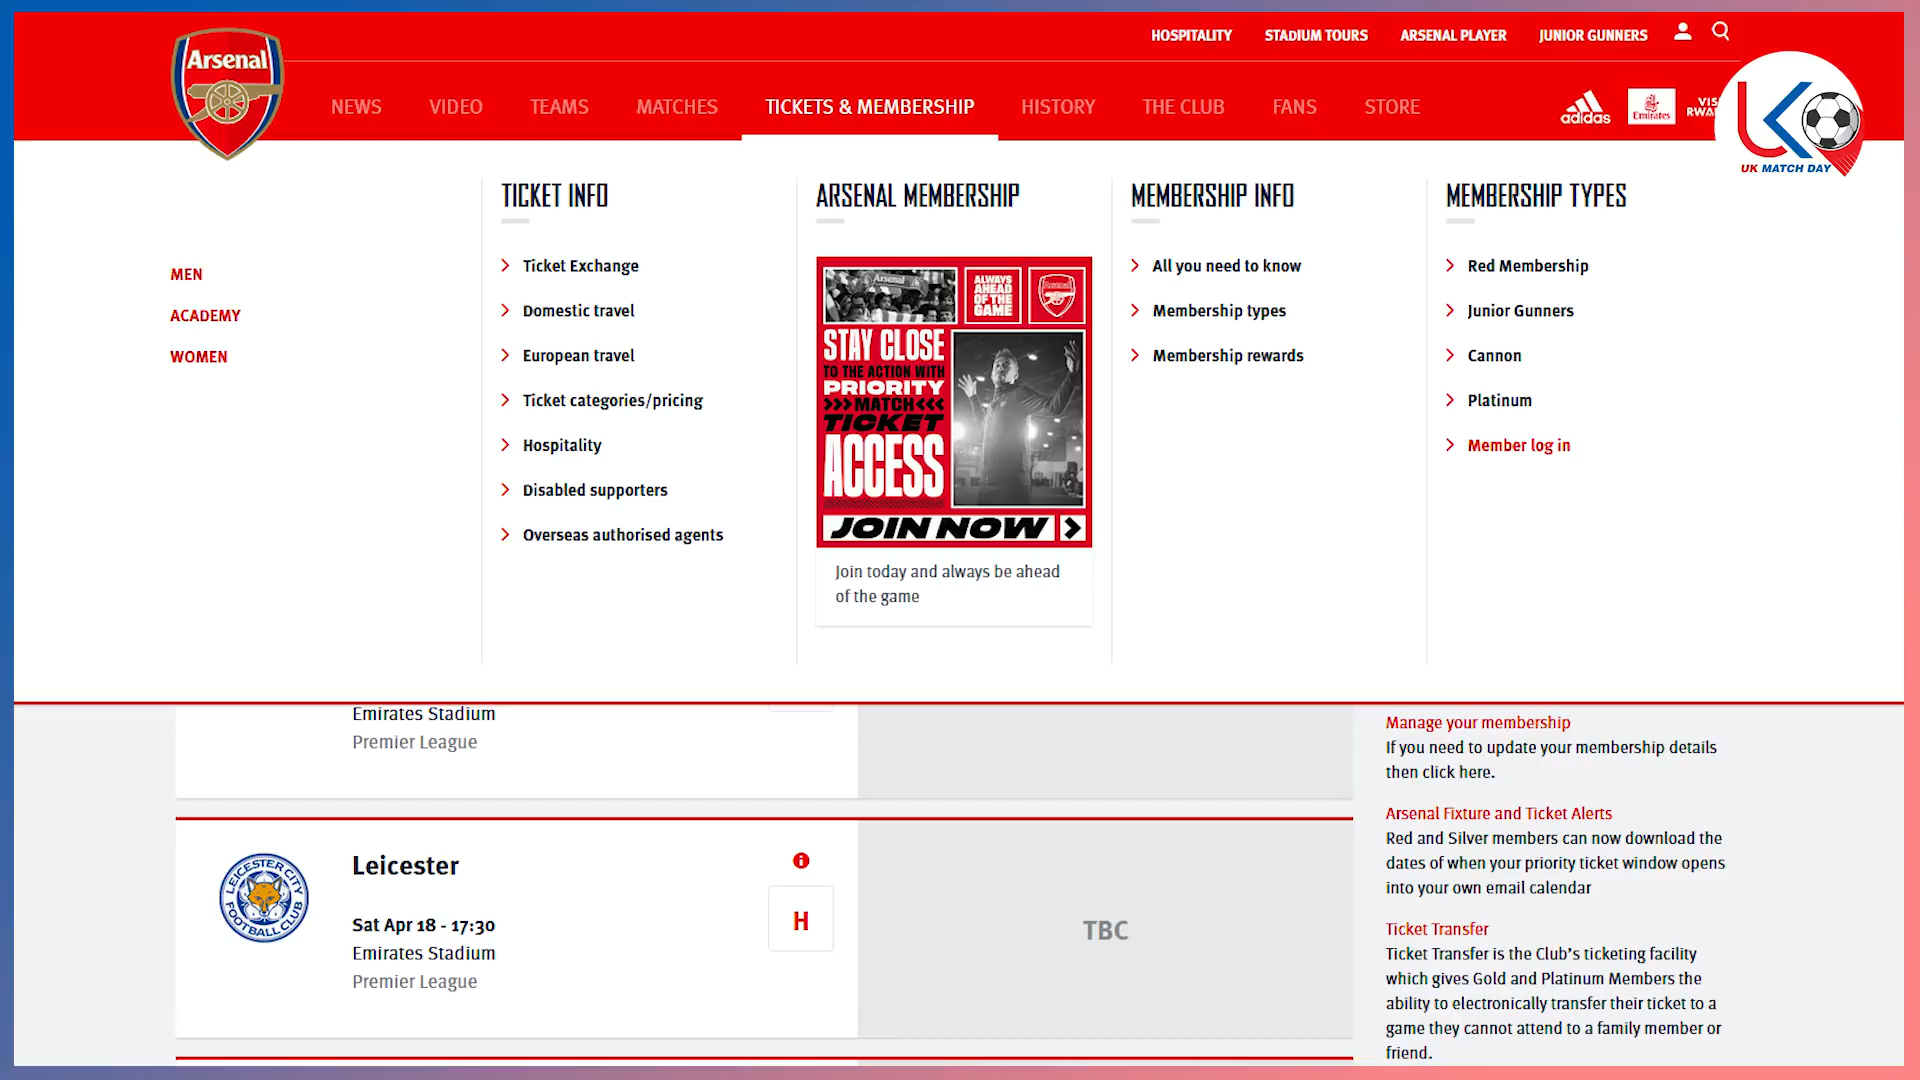 HOSPITALITY STADIUM TOURS ARSENAL PLAYER JUNIOR GUNNERS
Arsenal
NEWS VIDEO TEAMS MATCHES TICKETS & MEMBERSHIP HISTORY THE CLUB FANS STORE
adidas
Emirates
UK
UK MATCH DAY
MEN
ACADEMY
WOMEN
TICKET INFO
Ticket Exchange
Domestic travel
European travel
Ticket categories/pricing
Hospitality
Disabled supporters
Overseas authorised agents
ARSENAL MEMBERSHIP
Arsenal
ALWAYS
AHEAD
OF THE
GAME
Arsenal
STAY CLOSE
TO THE ACTION WITH
PRIORITY
>>>MATCH<<<
TICKET
ACCESS
JOIN NOW >
Join today and always be ahead
of the game
MEMBERSHIP INFO
All you need to know
Membership types
Membership rewards
MEMBERSHIP TYPES
Red Membership
Junior Gunners
Cannon
Platinum
Member log in
Emirates Stadium
Premier League
LEICESTER CITY
FOOTBALL CLUB
Leicester
Sat Apr 18 - 17:30
Emirates Stadium
Premier League
H
TBC
Manage your membership
If you need to update your membership details
then click here.
Arsenal Fixture and Ticket Alerts
Red and Silver members can now download the
dates of when your priority ticket window opens
into your own email calendar
Ticket Transfer
Ticket Transfer is the Club's ticketing facility
which gives Gold and Platinum Members the
ability to electronically transfer their ticket to a
game they cannot attend to a family member or
friend.